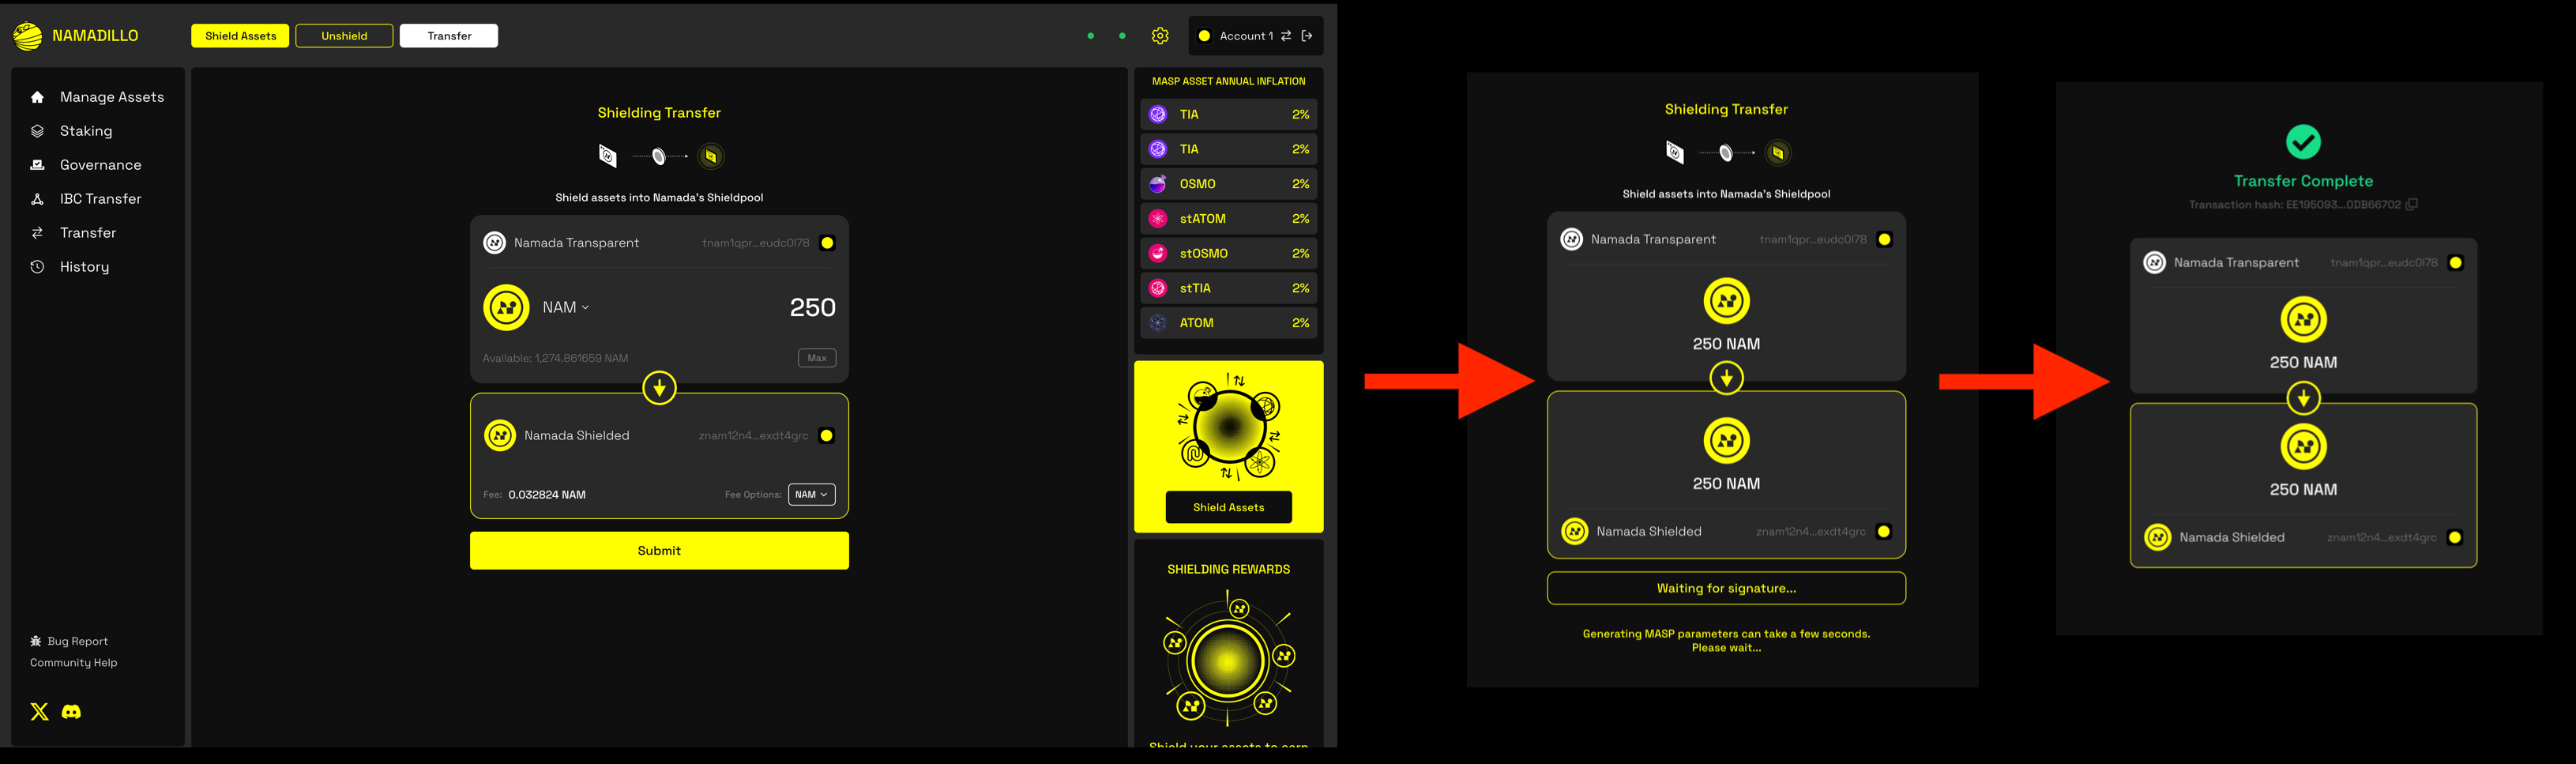 NAMADILLO
Shield Assets
Unshield
Transfer
Account 1
Manage Assets
Staking
Governance
IBC Transfer
Transfer
History
Bug Report
Community Help
Shielding Transfer
Shield assets into Namada's Shieldpool
Namada Transparent tnam1qpr...eudc0l78
NAM 250
Available: 1,274.861659 NAM Max
Namada Shielded znam12n4...exdt4grc
Fee: 0.032824 NAM Fee Options: NAM
Submit
MASP ASSET ANNUAL INFLATION
TIA 2%
TIA 2%
OSMO 2%
stATOM 2%
stOSMO 2%
stTIA 2%
ATOM 2%
Shield Assets
SHIELDING REWARDS
Shield your assets to earn
Shielding Transfer
Shield assets into Namada's Shieldpool
Namada Transparent tnam1qpr...eudc0l78
250 NAM
250 NAM
Namada Shielded znam12n4...exdt4grc
Waiting for signature...
Generating MASP parameters can take a few seconds.
Please wait...
Transfer Complete
Transaction hash: EE195093...0DB66702
Namada Transparent tnam1qpr...eudc0l78
250 NAM
250 NAM
Namada Shielded znam12n4...exdt4grc